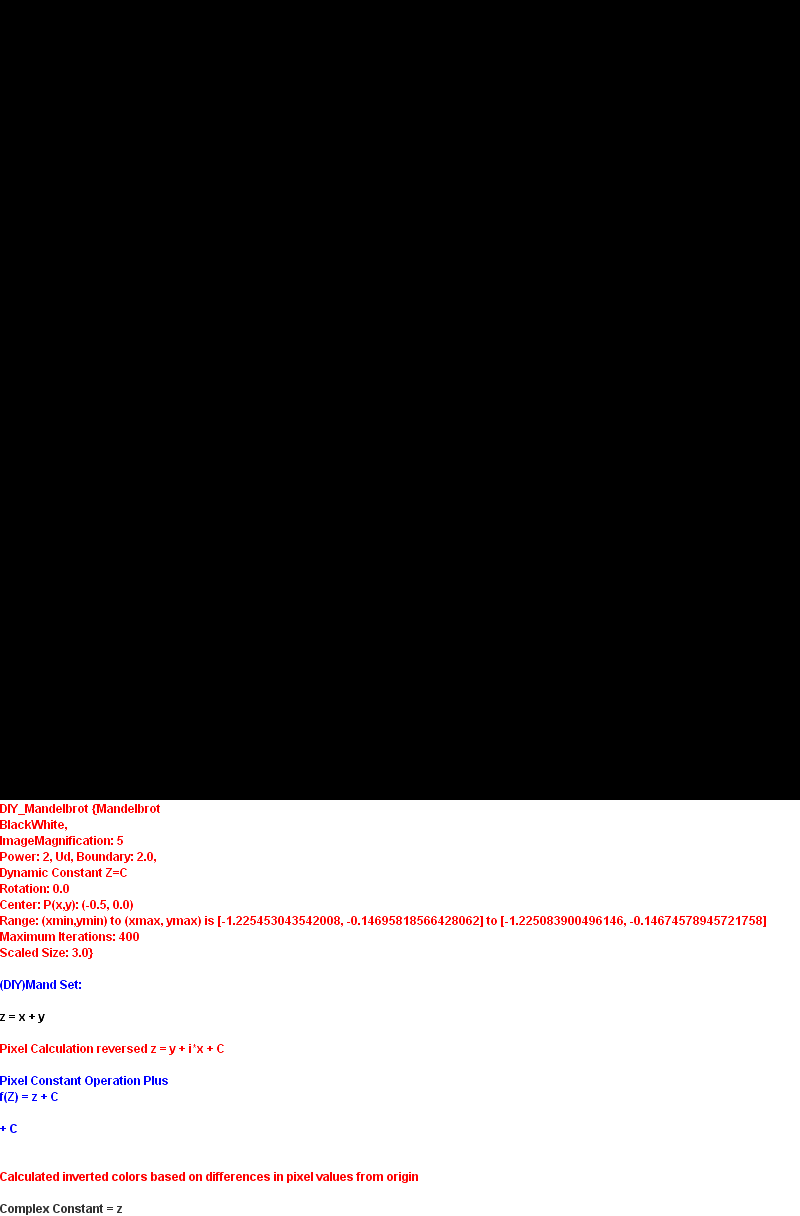 DIY_Mandelbrot {Mandelbrot
BlackWhite,
ImageMagnification: 5
Power: 2, Ud, Boundary: 2.0,
Dynamic Constant Z=C
Rotation: 0.0
Center: P(x,y): (-0.5, 0.0)
Range: (xmin,ymin) to (xmax, ymax) is [-1.225453043542008, -0.14695818566428062] to [-1.225083900496146, -0.14674578945721758]
Maximum Iterations: 400
Scaled Size: 3.0}
(DIY)Mand Set:
z = x + y
Pixel Calculation reversed z = y + i*x + C
Pixel Constant Operation Plus
f(Z) = z + C
+ C
Calculated inverted colors based on differences in pixel values from origin
Complex Constant = z